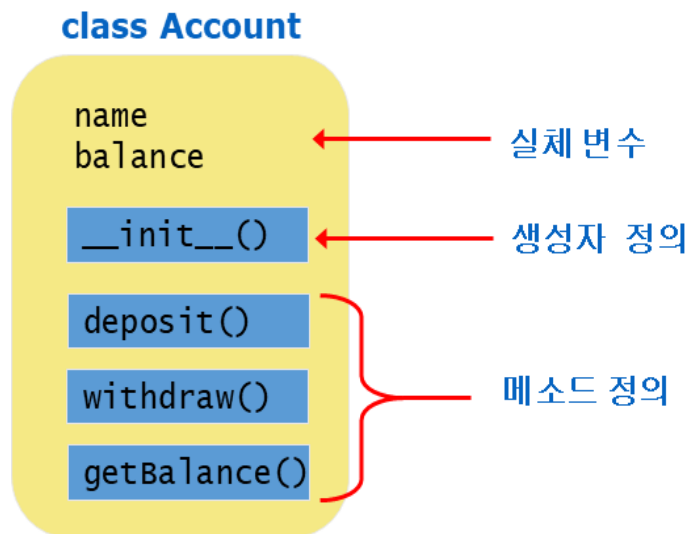 class Account
name
balance
실체 변수
__init__()
생성자 정의
deposit()
withdraw()
메소드 정의
getBalance()